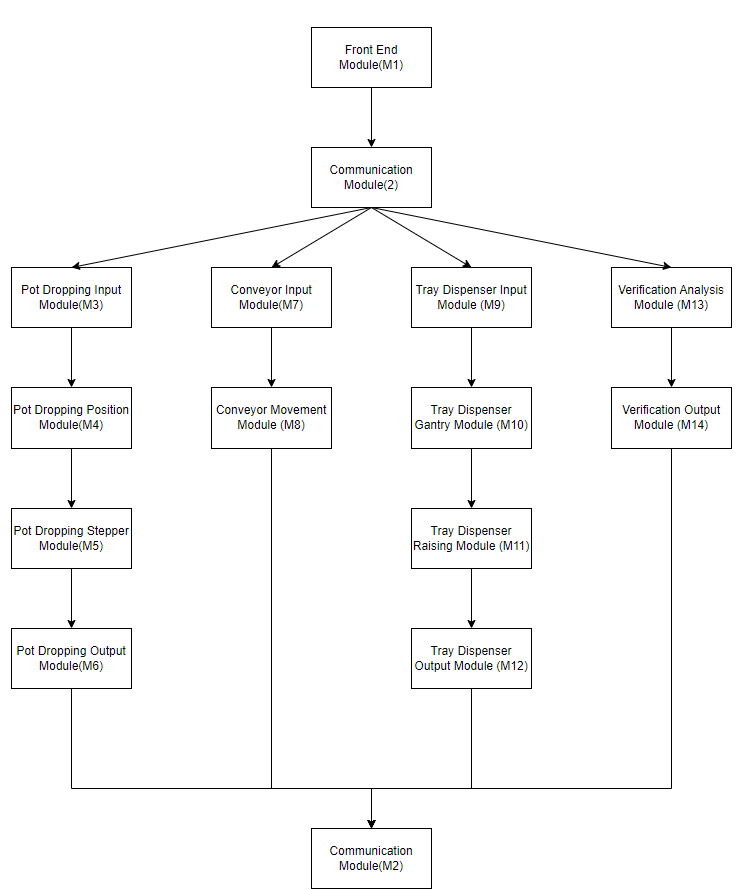 Front End
Module(M1)
Communication
Module(2)
Pot Dropping Input
Module(M3)
Conveyor Input
Module(M7)
Tray Dispenser Input
Module (M9)
Verification Analysis
Module (M13)
Pot Dropping Position
Module(M4)
Conveyor Movement
Module (M8)
Tray Dispenser
Gantry Module (M10)
Verification Output
Module (M14)
Pot Dropping Stepper
Module(M5)
Tray Dispenser
Raising Module (M11)
Pot Dropping Output
Module(M6)
Tray Dispenser
Output Module (M12)
Communication
Module(M2)